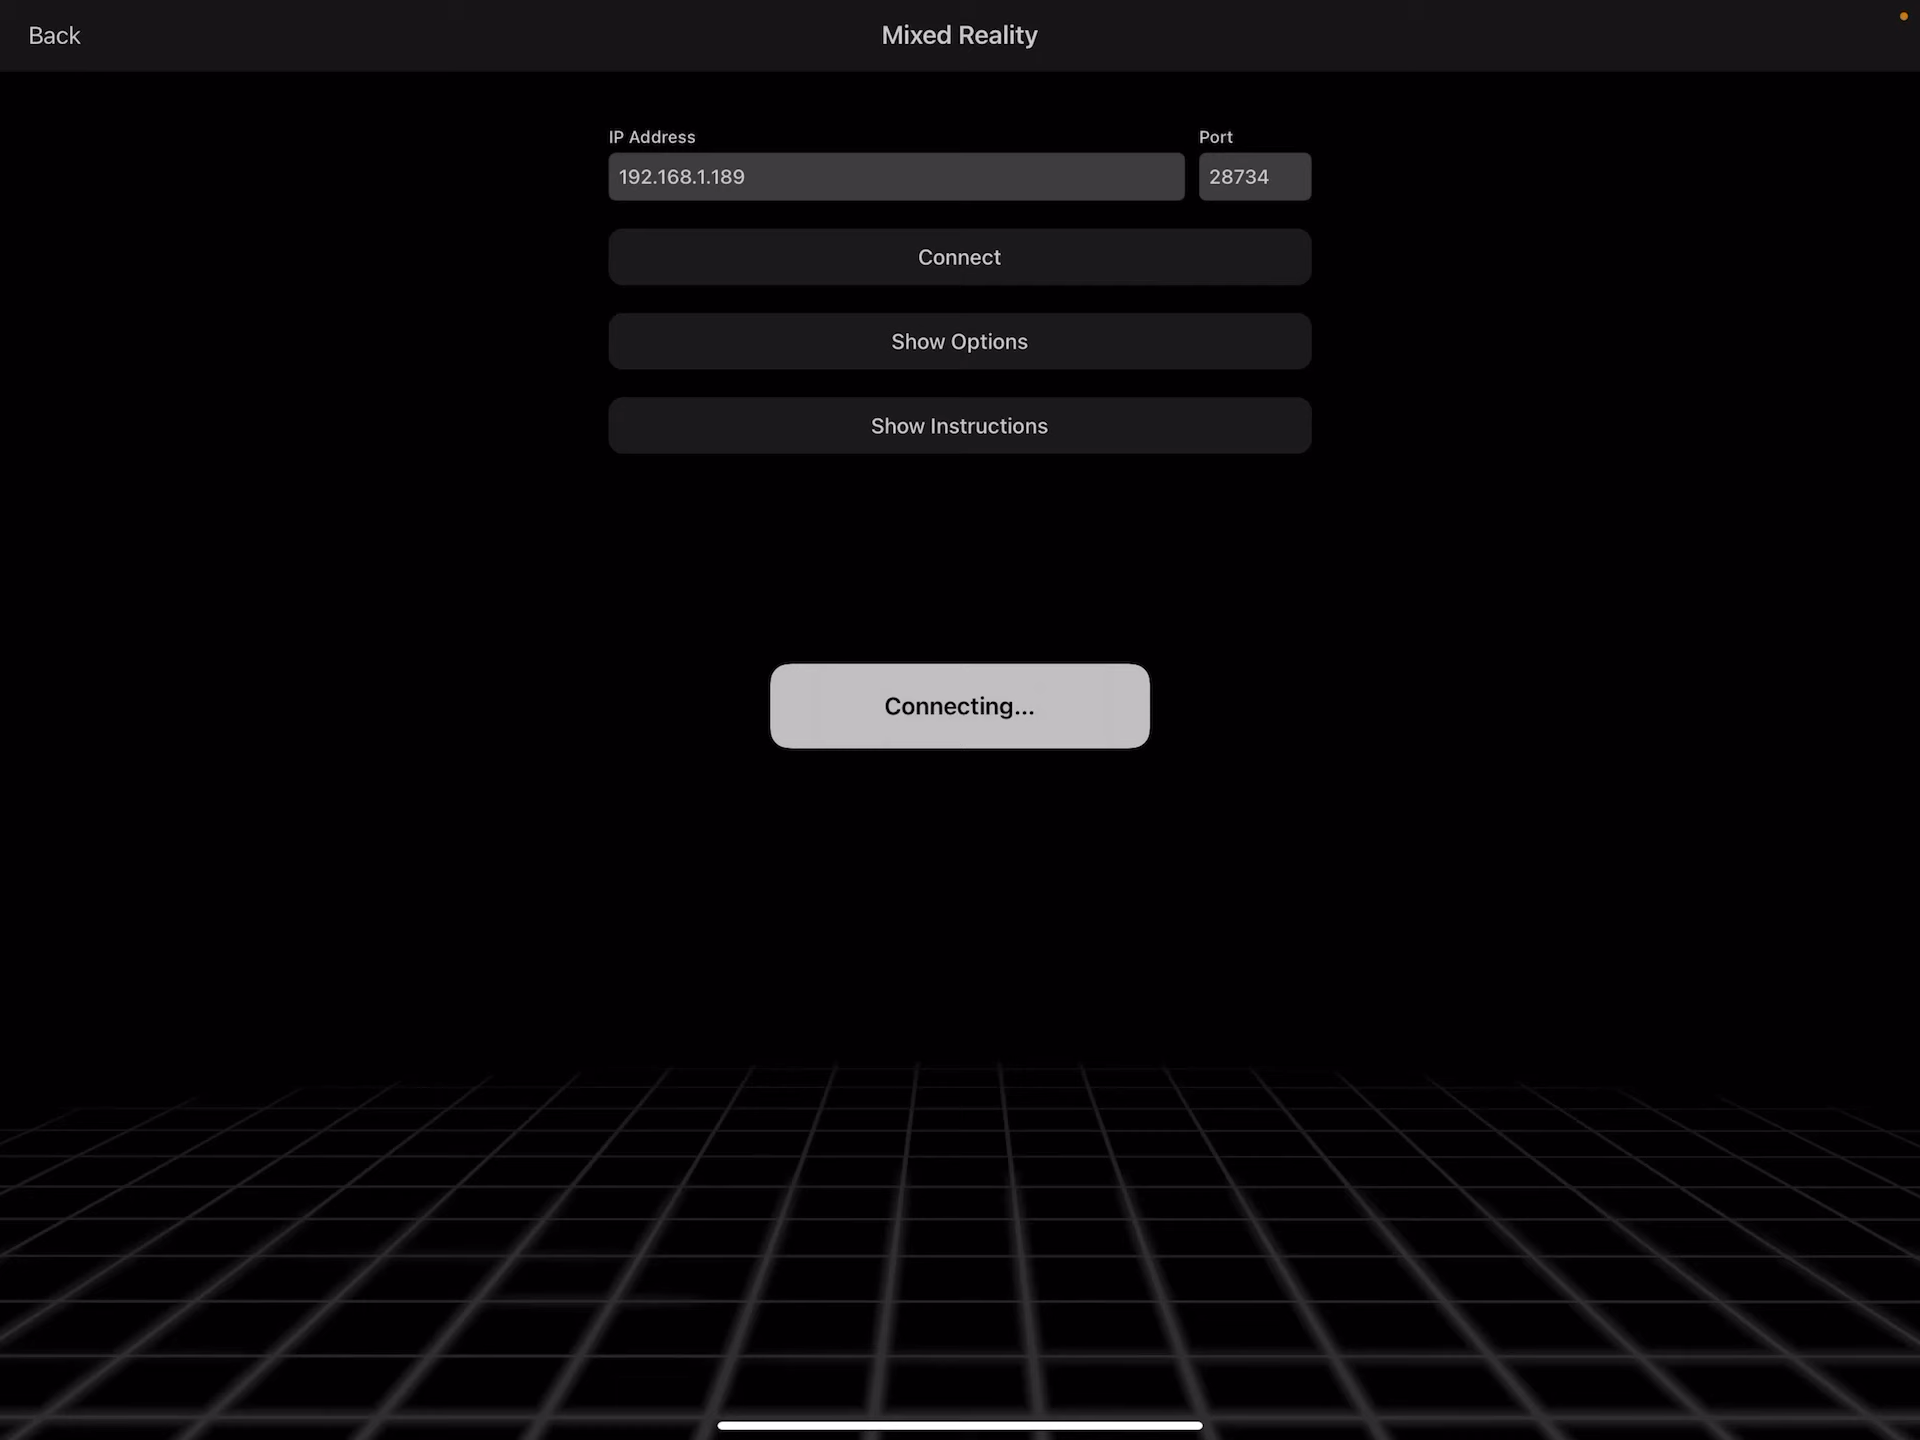 Back
Mixed Reality
IP Address
Port
192.168.1.189
28734
Connect
Show Options
Show Instructions
Connecting...